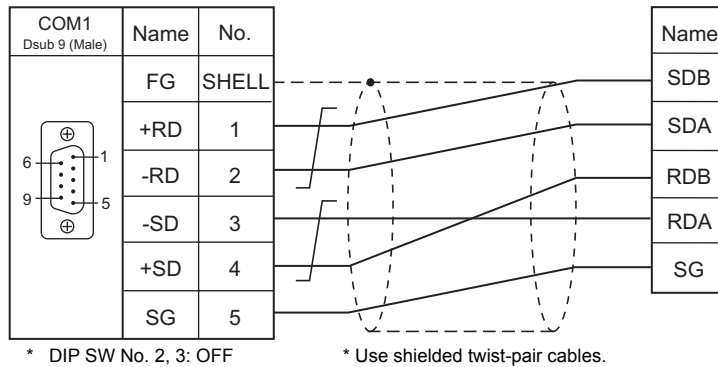 COM1
Dsub 9 (Male)
Name No.
Name
FG SHELL
SDB
+RD 1
SDA
6 1
-RD 2
RDB
9 5
-SD 3
RDA
+SD 4
SG
SG 5
* DIP SW No. 2, 3: OFF
* Use shielded twist-pair cables.